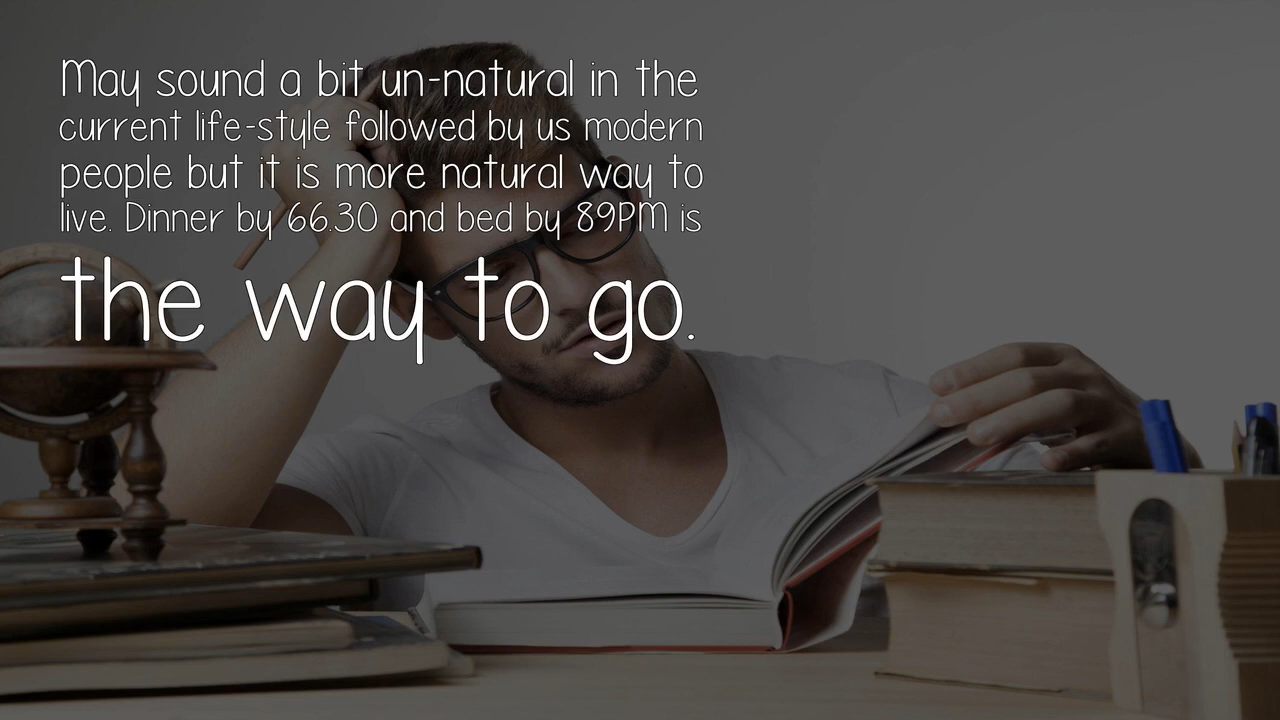 May sound a bit un-natural in the
current life-style followed by us modern
people but it is more natural way to
live. Dinner by 66.30 and bed by 89PM is
the way to go.